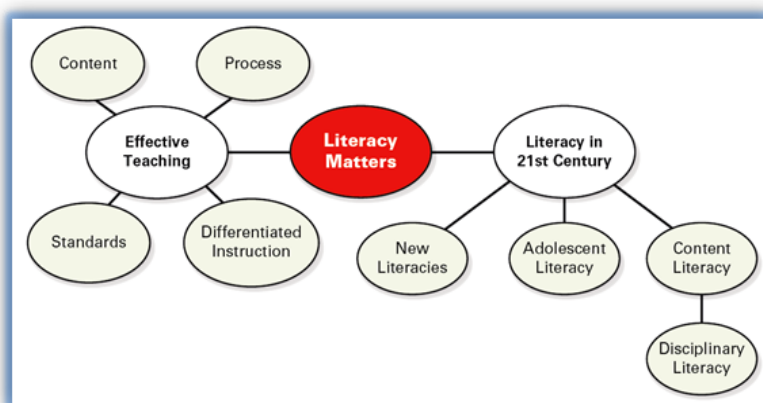 Content
Process
Effective
Teaching
Literacy
Matters
Literacy in
21st Century
Standards
Differentiated
Instruction
New
Literacies
Adolescent
Literacy
Content
Literacy
Disciplinary
Literacy